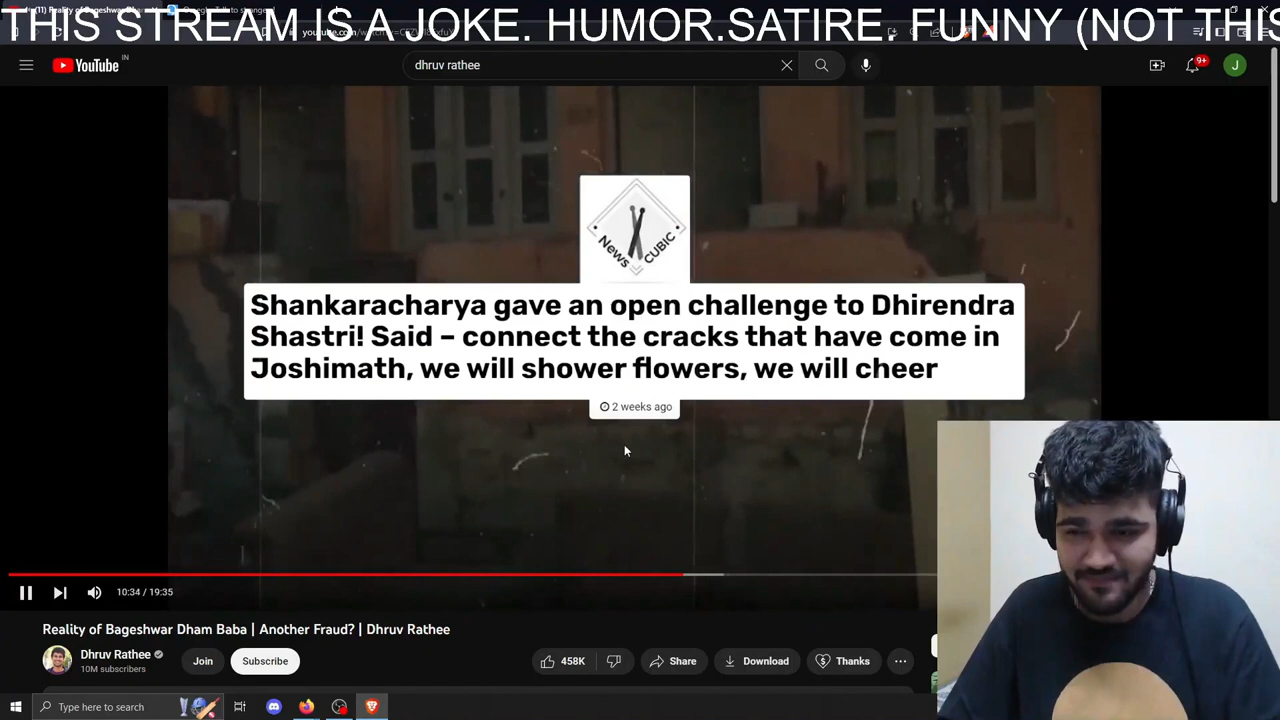 THIS STREAM IS A JOKE. HUMOR.SATIRE. FUNNY (NOT THIS
YouTube IN
dhruv rathee
9+
J
News CUBIC
Shankaracharya gave an open challenge to Dhirendra
Shastri! Said – connect the cracks that have come in
Joshimath, we will shower flowers, we will cheer
2 weeks ago
10:34 / 19:35
Reality of Bageshwar Dham Baba | Another Fraud? | Dhruv Rathee
Dhruv Rathee
10M subscribers
Join
Subscribe
458K
Share
Download
Thanks
Type here to search